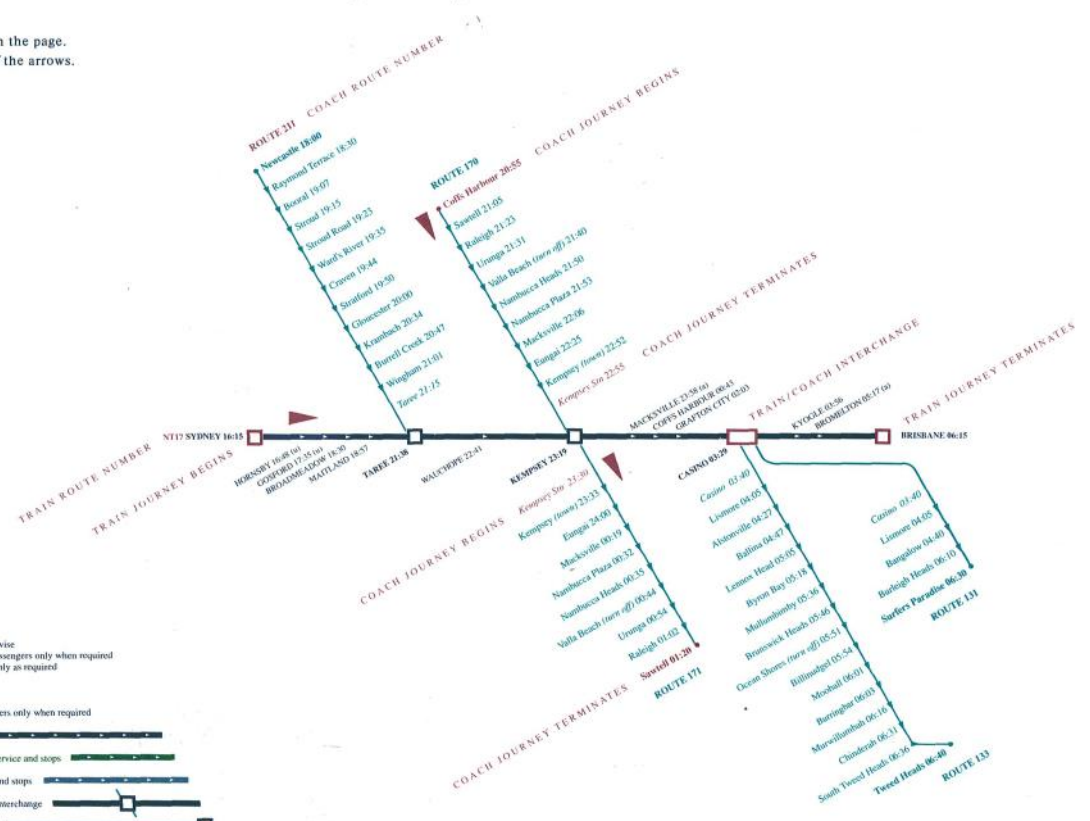 n the page.
the arrows.
COACH ROUTE NUMBER
ROUTE 211
Newcastle 18:00
Raymond Terrace 18:30
Booral 19:07
Stroud 19:15
Stroud Road 19:23
Ward's River 19:35
Craven 19:44
Stratford 19:50
Gloucester 20:00
Krambach 20:34
Burrell Creek 20:47
Wingham 21:01
Taree 21:15
COACH JOURNEY BEGINS
ROUTE 170
Coffs Harbour 20:55
Sawtell 21:05
Raleigh 21:23
Urunga 21:31
Valla Beach (turn off) 21:40
Nambucca Heads 21:50
Nambucca Plaza 21:53
Macksville 22:06
Eungai 22:25
Kempsey (town) 22:52
Kempsey Stn 22:55
COACH JOURNEY TERMINATES
TRAIN/COACH INTERCHANGE
TRAIN JOURNEY TERMINATES
TRAIN ROUTE NUMBER
TRAIN JOURNEY BEGINS
NT17 SYDNEY 16:15
HORNSBY 16:48 (u)
GOSFORD 17:35 (u)
BROADMEADOW 18:30
MAITLAND 18:57
TAREE 21:38
WAUCHOPE 22:41
KEMPSEY 23:19
MACKSVILLE 23:58 (a)
COFFS HARBOUR 00:43
GRAFTON CITY 02:03
CASINO 03:29
KYOGLE 03:56
BROMELTON 05:17 (a)
BRISBANE 06:15
COACH JOURNEY BEGINS
Kempsey Stn 23:30
Kempsey (town) 23:33
Eungai 24:00
Macksville 00:19
Nambucca Plaza 00:32
Nambucca Heads 00:35
Valla Beach (turn off) 00:44
Urunga 00:54
Raleigh 01:02
Sawtell 01:20
ROUTE 171
COACH JOURNEY TERMINATES
Casino 03:40
Lismore 04:05
Alstonville 04:27
Ballina 04:47
Lennox Head 05:05
Byron Bay 05:18
Mullumbimby 05:36
Brunswick Heads 05:46
Ocean Shores (turn off) 05:51
Billinudgel 05:54
Mooball 06:01
Burringbar 06:03
Murwillumbah 06:16
Chinderah 06:31
South Tweed Heads 06:36
Tweed Heads 06:40
ROUTE 133
Casino 03:40
Lismore 04:05
Bangalow 04:40
Burleigh Heads 06:10
Surfers Paradise 06:30
ROUTE 131
wise
ssengers only when required
nly as required
ers only when required
ervice and stops
nd stops
nterchange